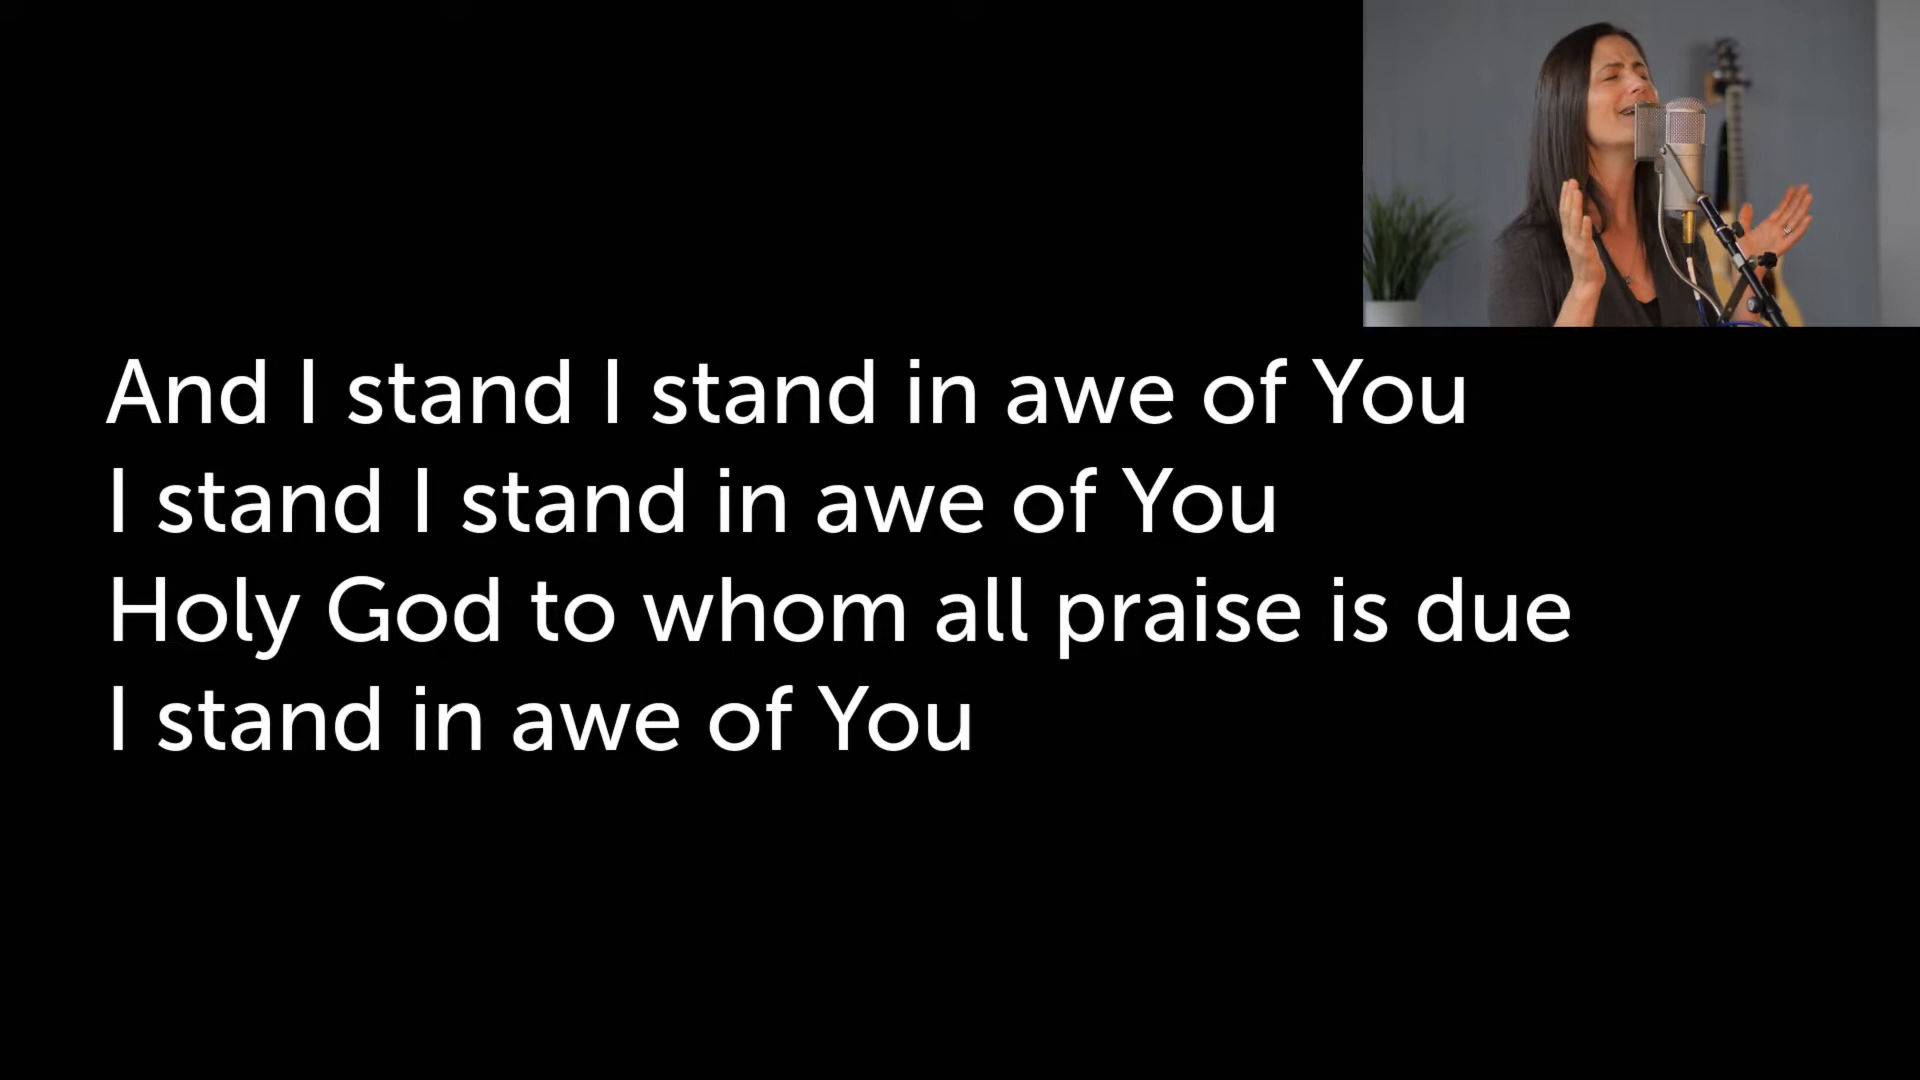 And I stand I stand in awe of You
I stand I stand in awe of You
Holy God to whom all praise is due
I stand in awe of You